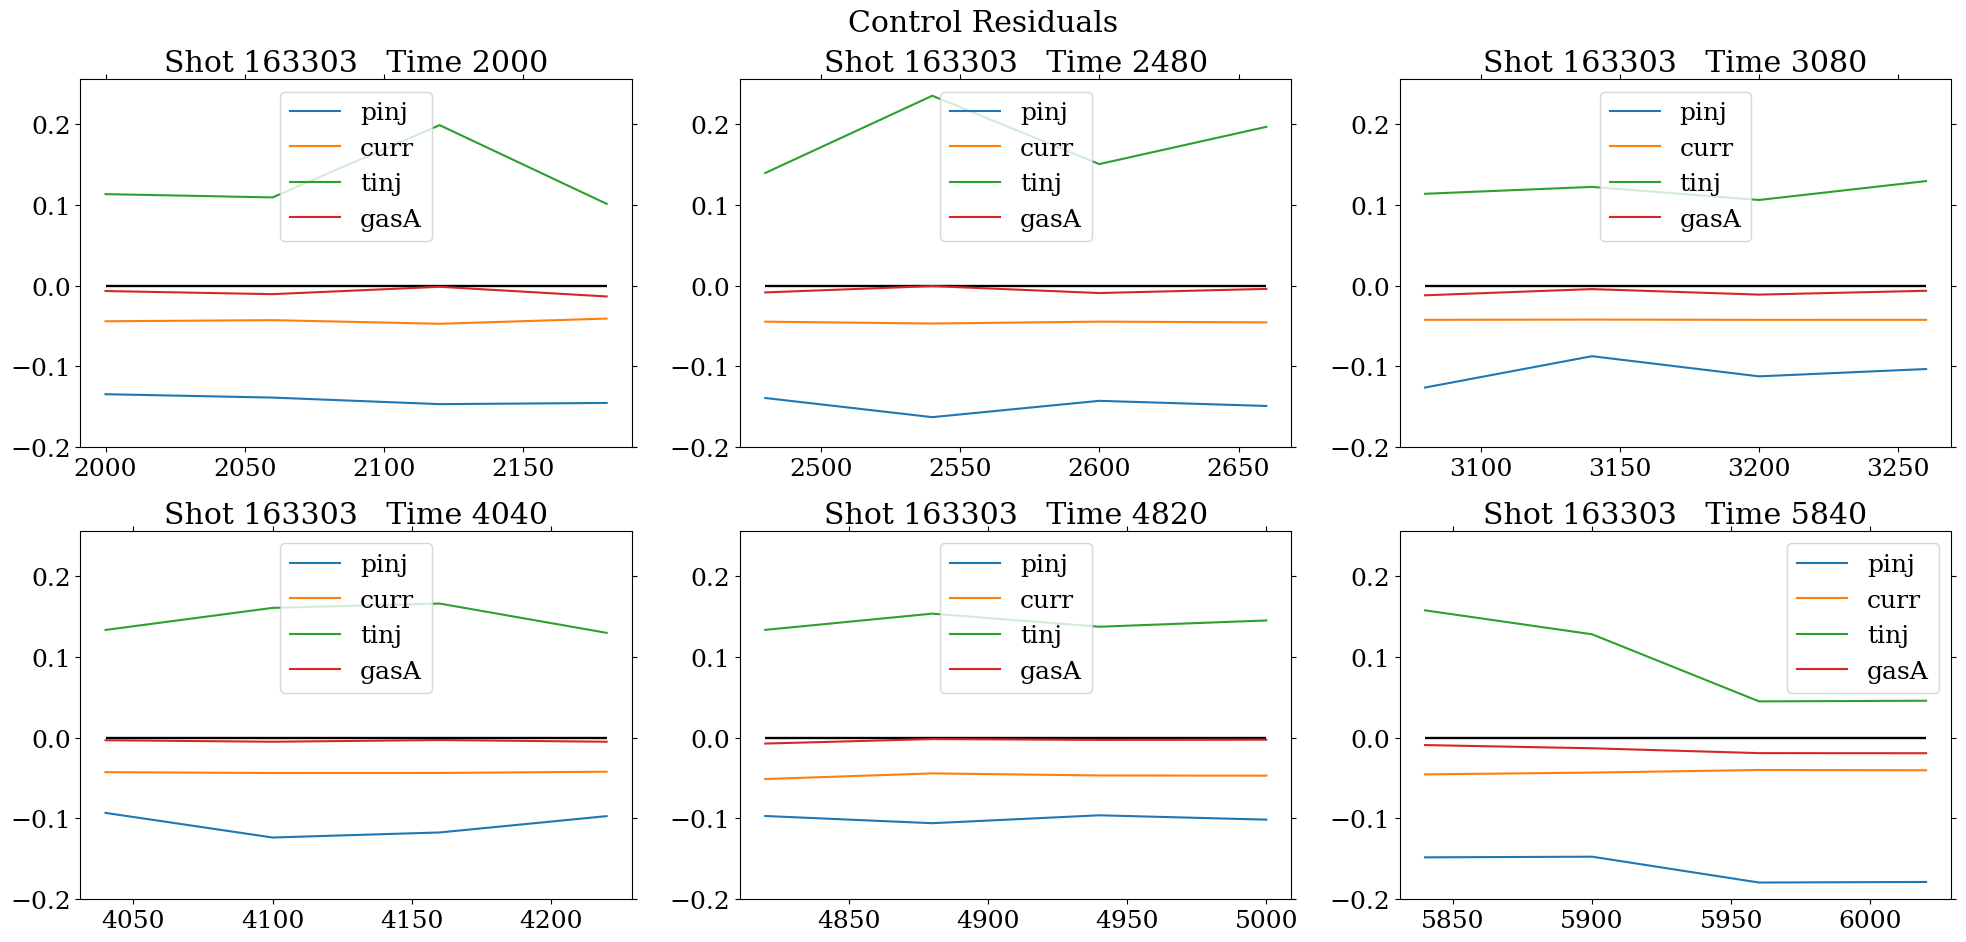 Control Residuals
Shot 163303   Time 2000
Shot 163303   Time 2480
Shot 163303   Time 3080
0.2
0.1
0.0
−0.1
−0.2
pinj
curr
tinj
gasA
2000
2050
2100
2150
0.2
0.1
0.0
−0.1
−0.2
pinj
curr
tinj
gasA
2500
2550
2600
2650
0.2
0.1
0.0
−0.1
−0.2
pinj
curr
tinj
gasA
3100
3150
3200
3250
Shot 163303   Time 4040
Shot 163303   Time 4820
Shot 163303   Time 5840
0.2
0.1
0.0
−0.1
−0.2
pinj
curr
tinj
gasA
4050
4100
4150
4200
0.2
0.1
0.0
−0.1
−0.2
pinj
curr
tinj
gasA
4850
4900
4950
5000
0.2
0.1
0.0
−0.1
−0.2
pinj
curr
tinj
gasA
5850
5900
5950
6000